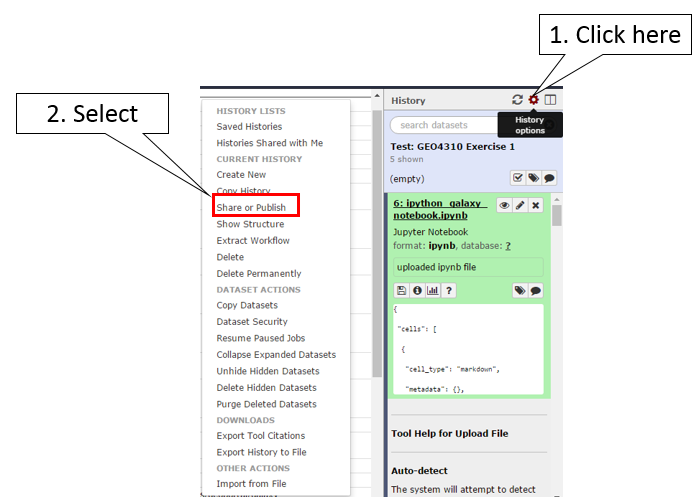 1. Click here
2. Select
HISTORY LISTS
Saved Histories
Histories Shared with Me
CURRENT HISTORY
Create New
Copy History
Share or Publish
Show Structure
Extract Workflow
Delete
Delete Permanently
DATASET ACTIONS
Copy Datasets
Dataset Security
Resume Paused Jobs
Collapse Expanded Datasets
Unhide Hidden Datasets
Delete Hidden Datasets
Purge Deleted Datasets
DOWNLOADS
Export Tool Citations
Export History to File
OTHER ACTIONS
Import from File
History
History
options
search datasets
Test: GEO4310 Exercise 1
5 shown
(empty)
6: ipython_galaxy_
notebook.ipynb
Jupyter Notebook
format: ipynb, database: ?
uploaded ipynb file
?
{
"cells": [
{
"cell_type": "markdown",
"metadata": {},
Tool Help for Upload File
Auto-detect
The system will attempt to detect